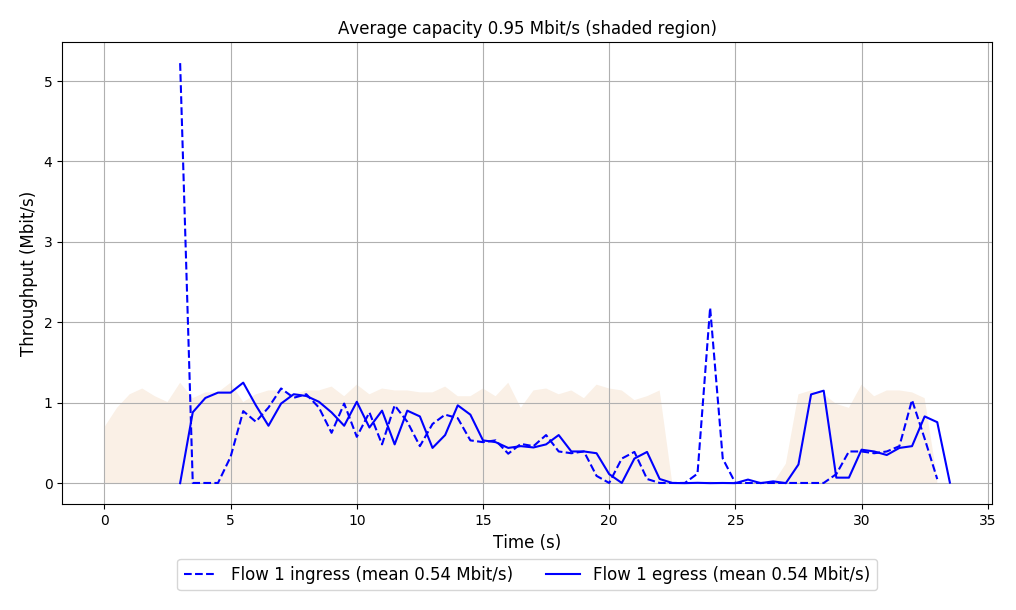 Average capacity 0.95 Mbit/s (shaded region)
Throughput (Mbit/s)
5
4
3
2
1
0
0 5 10 15 20 25 30 35
Time (s)
Flow 1 ingress (mean 0.54 Mbit/s) Flow 1 egress (mean 0.54 Mbit/s)